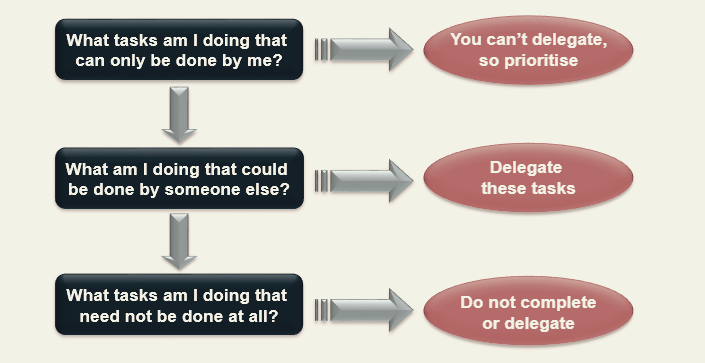 What tasks am I doing that
can only be done by me?
You can't delegate,
so prioritise
What am I doing that could
be done by someone else?
Delegate
these tasks
What tasks am I doing that
need not be done at all?
Do not complete
or delegate